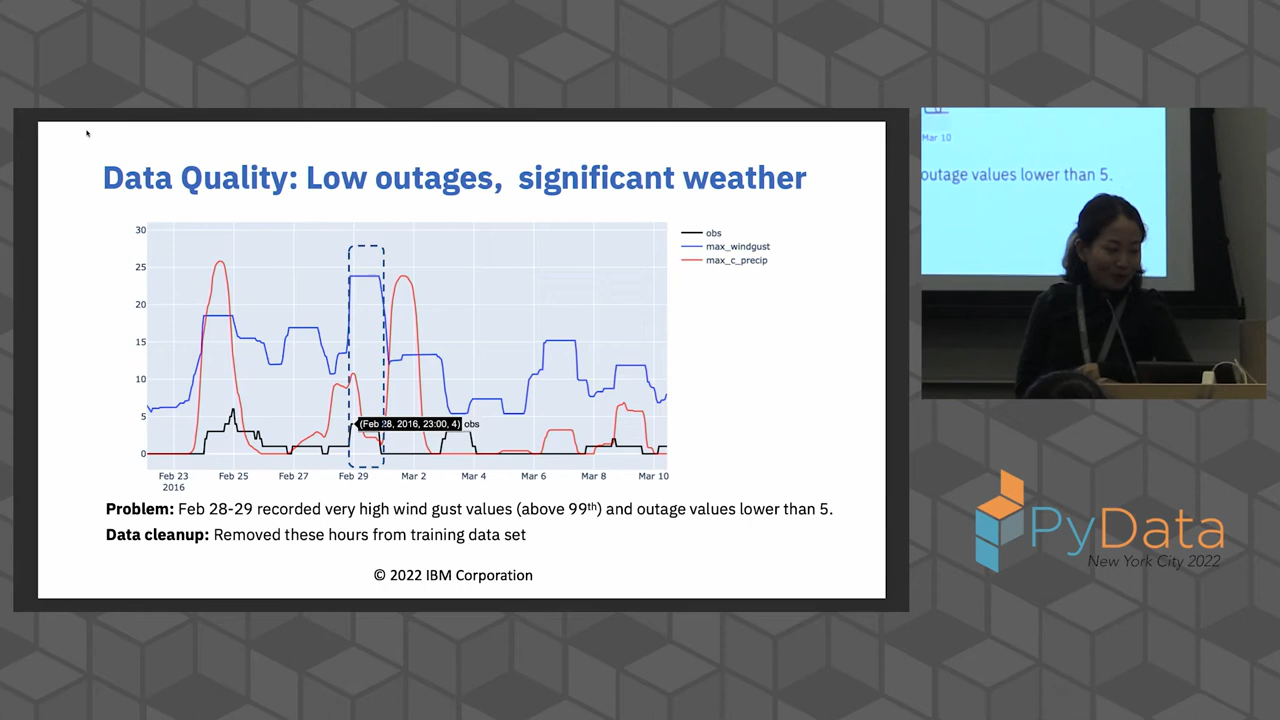 Data Quality: Low outages, significant weather
30
25
20
15
10
5
0
Feb 23
2016
Feb 25
Feb 27
Feb 29
Mar 2
Mar 4
Mar 6
Mar 8
Mar 10
obs
max_windgust
max_c_precip
(Feb 28, 2016, 23:00, 4) obs
Problem: Feb 28-29 recorded very high wind gust values (above 99th) and outage values lower than 5.
Data cleanup: Removed these hours from training data set
© 2022 IBM Corporation
Mar 10
outage values lower than 5.
PyData
New York City 2022